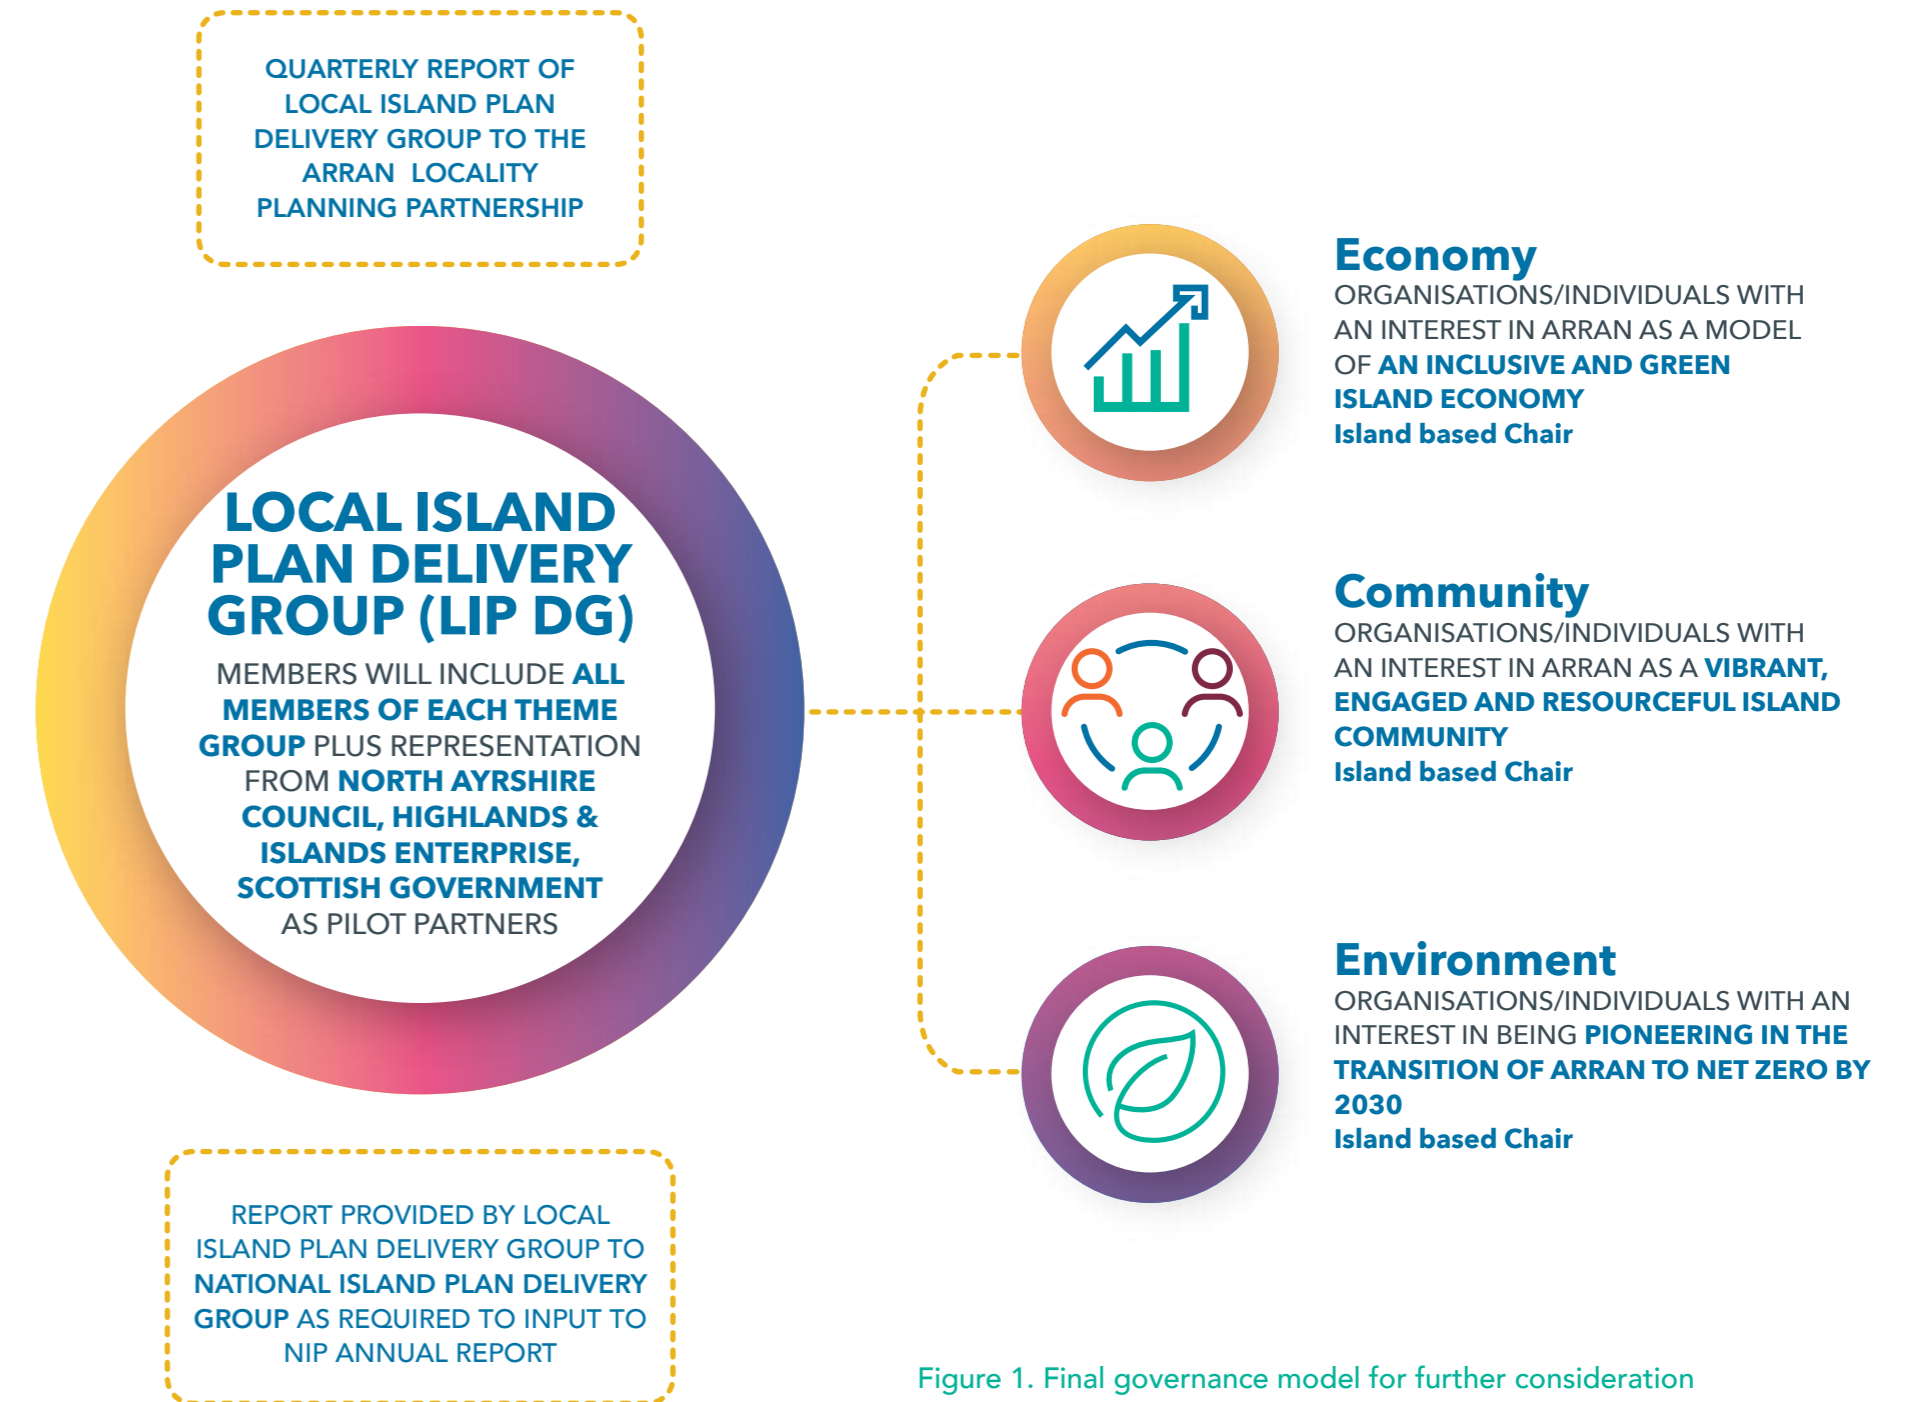 QUARTERLY REPORT OF
LOCAL ISLAND PLAN
DELIVERY GROUP TO THE
ARRAN LOCALITY
PLANNING PARTNERSHIP
LOCAL ISLAND
PLAN DELIVERY
GROUP (LIP DG)
MEMBERS WILL INCLUDE ALL
MEMBERS OF EACH THEME
GROUP PLUS REPRESENTATION
FROM NORTH AYRSHIRE
COUNCIL, HIGHLANDS &
ISLANDS ENTERPRISE,
SCOTTISH GOVERNMENT
AS PILOT PARTNERS
REPORT PROVIDED BY LOCAL
ISLAND PLAN DELIVERY GROUP TO
NATIONAL ISLAND PLAN DELIVERY
GROUP AS REQUIRED TO INPUT TO
NIP ANNUAL REPORT
Economy
ORGANISATIONS/INDIVIDUALS WITH
AN INTEREST IN ARRAN AS A MODEL
OF AN INCLUSIVE AND GREEN
ISLAND ECONOMY
Island based Chair
Community
ORGANISATIONS/INDIVIDUALS WITH
AN INTEREST IN ARRAN AS A VIBRANT,
ENGAGED AND RESOURCEFUL ISLAND
COMMUNITY
Island based Chair
Environment
ORGANISATIONS/INDIVIDUALS WITH AN
INTEREST IN BEING PIONEERING IN THE
TRANSITION OF ARRAN TO NET ZERO BY
2030
Island based Chair
Figure 1. Final governance model for further consideration